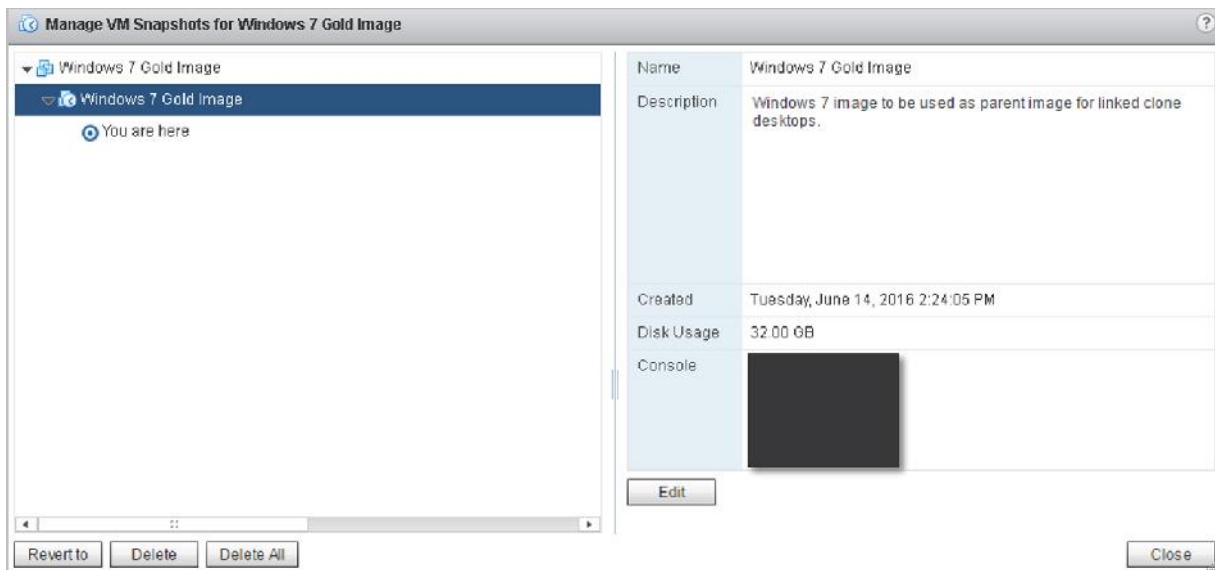 Manage VM Snapshots for Windows 7 Gold Image
?
Windows 7 Gold Image
Windows 7 Gold Image
You are here
Name Windows 7 Gold Image
Description Windows 7 image to be used as parent image for linked clone
desktops.
Created Tuesday, June 14, 2016 2:24:05 PM
Disk Usage 32.00 GB
Console
Edit
Revert to Delete Delete All Close